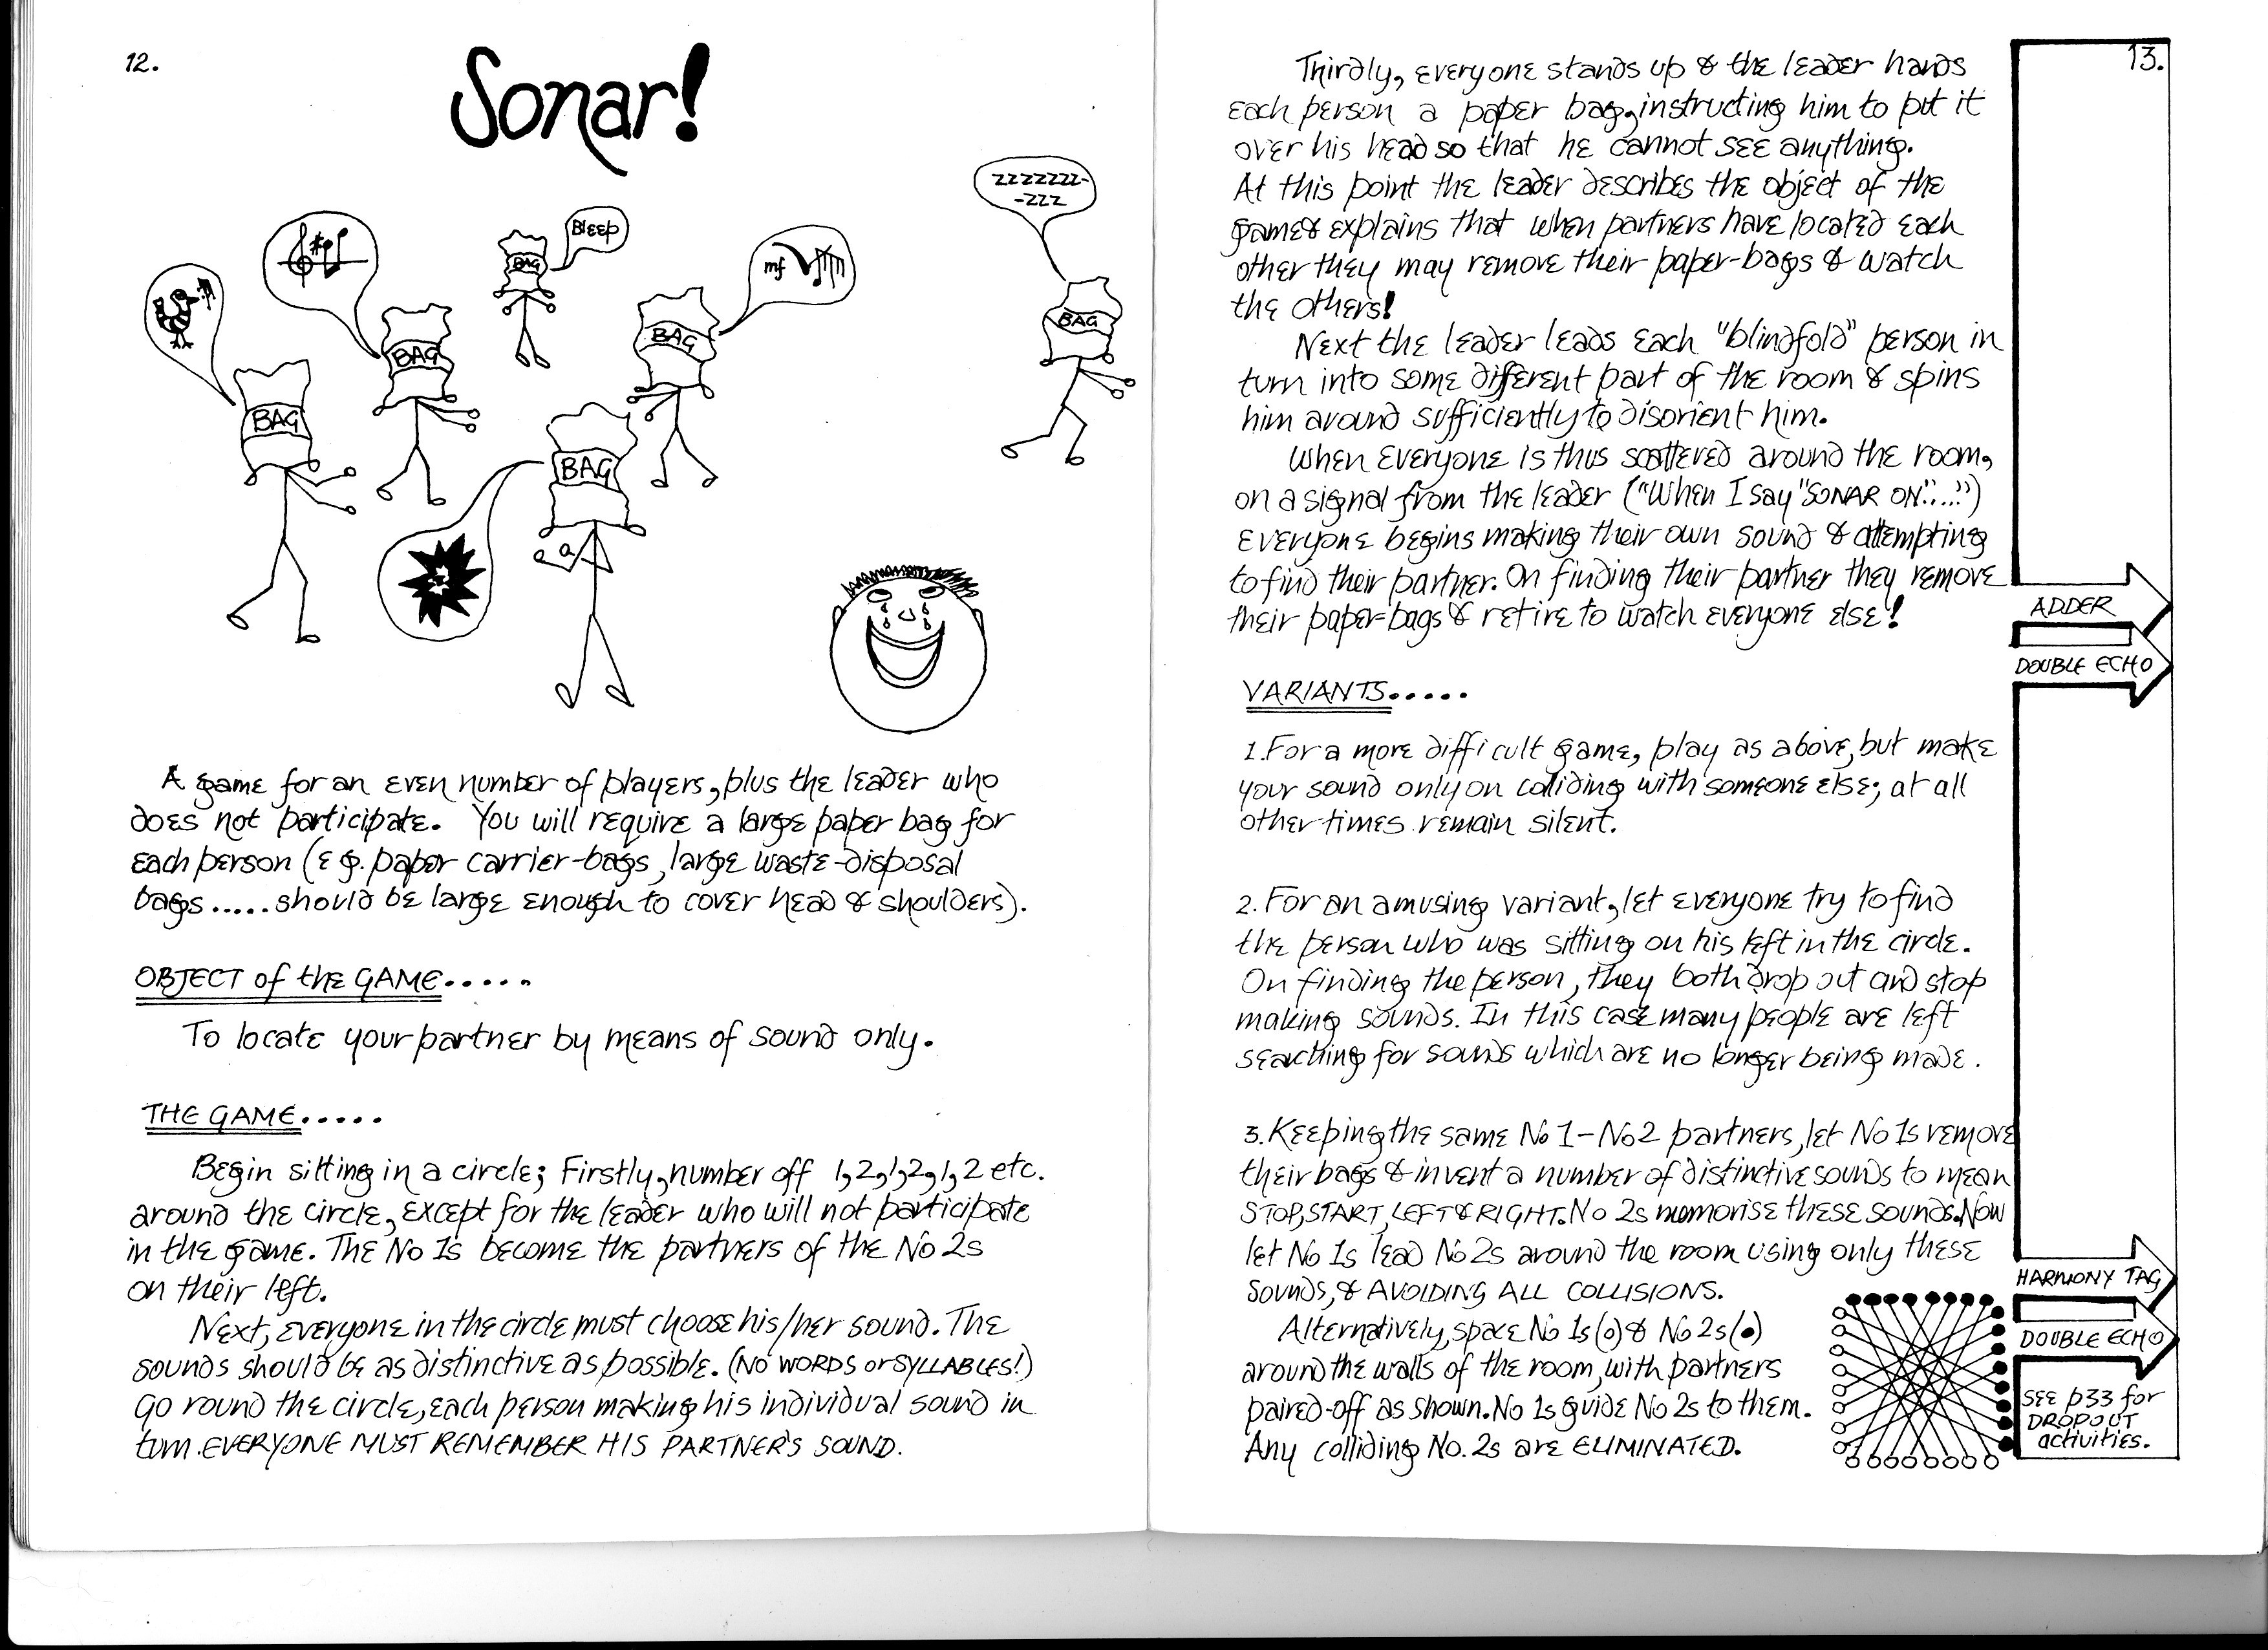 12.
Sonar!
zzzzzzz-
-zzz
Bleep
mf
BAG
BAG
BAG
BAG
BAG
BAG
A game for an even number of players, plus the leader who
does not participate. You will require a large paper bag for
each person (eg. paper carrier-bags, large waste-disposal
bags.....should be large enough to cover head & shoulders).
OBJECT of the GAME.....
To locate your partner by means of sound only.
THE GAME.....
Begin sitting in a circle; Firstly, number off 1,2,1,2,1,2 etc.
around the circle, except for the leader who will not participate
in the game. The No 1s become the partners of the No 2s
on their left.
Next, everyone in the circle must choose his/her sound. The
sounds should be as distinctive as possible. (NO WORDS or SYLLABLES!)
Go round the circle, each person making his individual sound in
turn. EVERYONE MUST REMEMBER HIS PARTNER'S SOUND.
13.
Thirdly, everyone stands up & the leader hands
each person a paper bag, instructing him to put it
over his head so that he cannot see anything.
At this point the leader describes the object of the
game & explains that when partners have located each
other they may remove their paper-bags & watch
the others!
Next the leader leads each "blindfold" person in
turn into some different part of the room & spins
him around sufficiently to disorient him.
When everyone is thus scattered around the room,
on a signal from the leader ("When I say "SONAR ON"....")
everyone begins making their own sound & attempting
to find their partner. On finding their partner they remove
their paper-bags & retire to watch everyone else!
VARIANTS.....
1. For a more difficult game, play as above, but make
your sound only on colliding with someone else; at all
other times remain silent.
2. For an amusing variant, let everyone try to find
the person who was sitting on his left in the circle.
On finding the person, they both drop out and stop
making sounds. In this case many people are left
searching for sounds which are no longer being made.
3. Keeping the same No 1-No 2 partners, let No 1s remove
their bags & invent a number of distinctive sounds to mean
STOP, START, LEFT & RIGHT. No 2s memorise these sounds. Now
let No 1s lead No 2s around the room using only these
sounds, & AVOIDING ALL COLLISIONS.
Alternatively, space No 1s (o) & No 2s (•)
around the walls of the room, with partners
paired-off as shown. No 1s guide No 2s to them.
Any colliding No. 2s are ELIMINATED.
ADDER
DOUBLE ECHO
HARMONY TAG
DOUBLE ECHO
SEE p33 for
DROPOUT
activities.